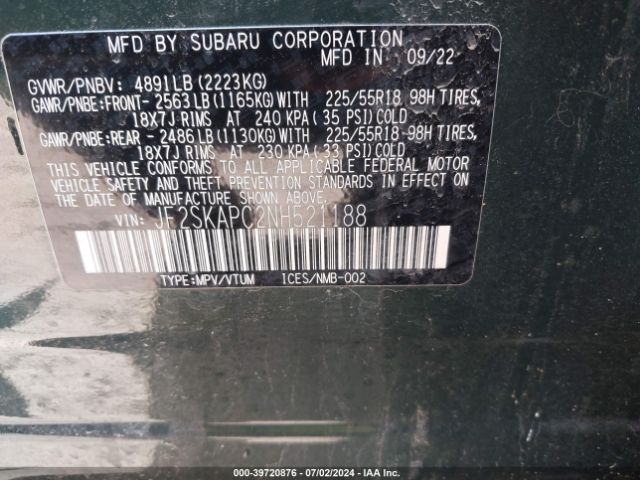 MFD BY SUBARU CORPORATION
MFD IN 09/22
GVWR/PNBV: 4891LB (2223KG)
GAWR/PNBE:FRONT- 2563LB(1165KG)WITH 225/55R18 98H TIRES,
18X7J RIMS AT 240 KPA( 35 PSI)COLD
GAWR/PNBE:REAR - 2486LB(1130KG)WITH 225/55R18 98H TIRES,
18X7J RIMS AT 230 KPA( 33 PSI)COLD
THIS VEHICLE CONFORMS TO ALL APPLICABLE FEDERAL MOTOR
VEHICLE SAFETY AND THEFT PREVENTION STANDARDS IN EFFECT
ON THE DATE OF MANUFACTURE SHOWN ABOVE.
VIN: JF2SKAPC2NH521188
TYPE:MPV/VTUM ICES/NMB-002
000-39720876 | 07/02/2024 | IAA Inc.